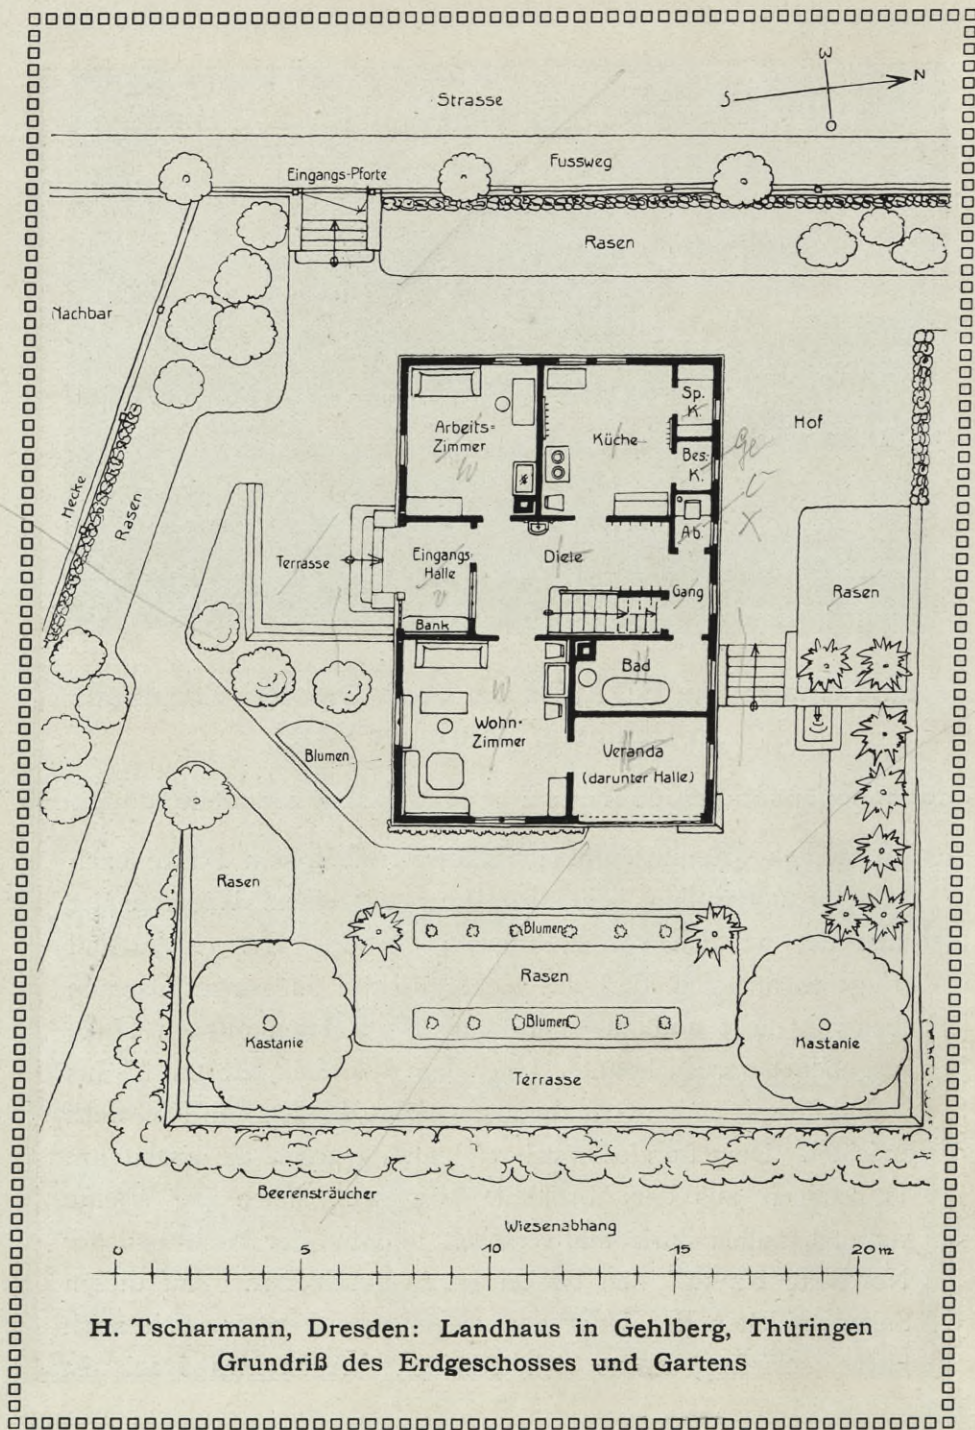 W
S
N
O
Strasse
Fussweg
Eingangs-Pforte
Rasen
Nachbar
Hecke
Rasen
Arbeits-
Zimmer
Küche
Sp.
K.
Bes.
K.
Ab.
Hof
Ge
X
Terrasse
Eingangs
Halle
Diele
Gang
Rasen
Bank
Bad
Wohn-
Zimmer
Veranda
(darunter Halle)
Blumen
Rasen
Blumen
Rasen
Blumen
Kastanie
Kastanie
Terrasse
Beerensträucher
Wiesenabhang
0 5 10 15 20 m
H. Tscharmann, Dresden: Landhaus in Gehlberg, Thüringen
Grundriß des Erdgeschosses und Gartens